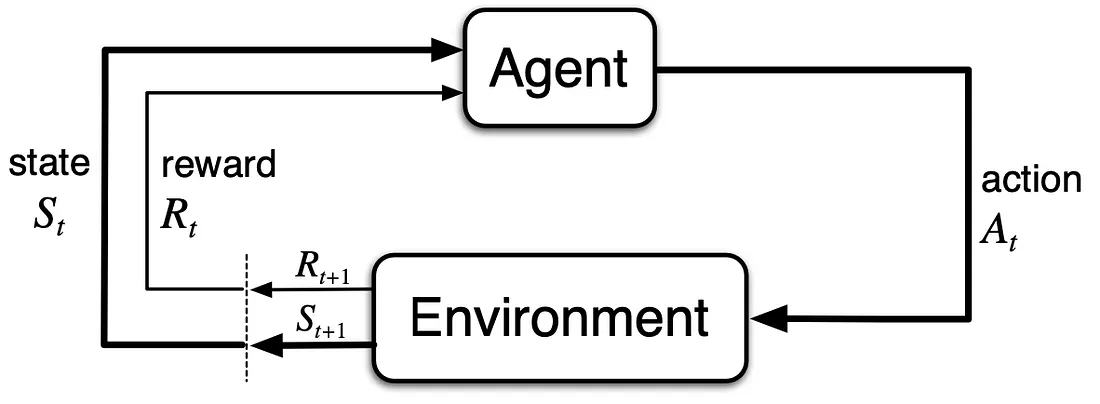 Agent
state
S_t
reward
R_t
action
A_t
R_{t+1}
S_{t+1}
Environment